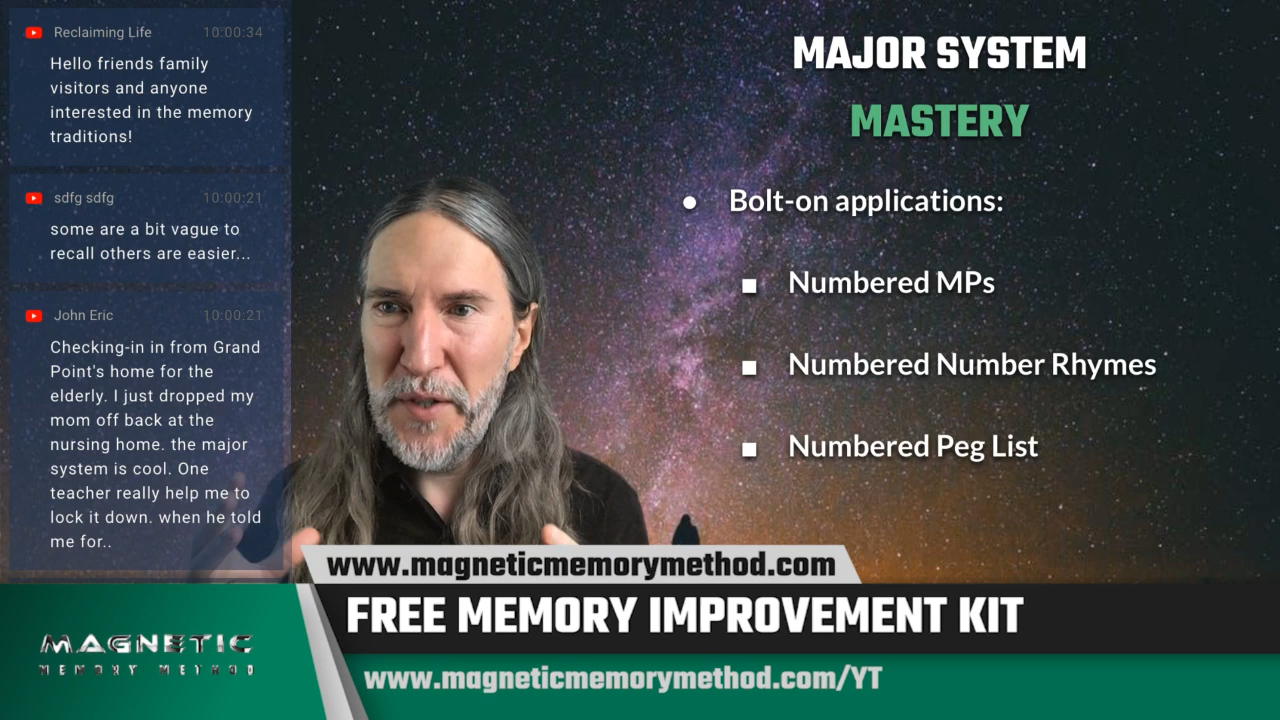 Reclaiming Life 10:00:34
Hello friends family
visitors and anyone
interested in the memory
traditions!
sdfg sdfg 10:00:21
some are a bit vague to
recall others are easier...
John Eric 10:00:21
Checking-in in from Grand
Point's home for the
elderly. I just dropped my
mom off back at the
nursing home. the major
system is cool. One
teacher really help me to
lock it down. when he told
me for..
MAJOR SYSTEM
MASTERY
Bolt-on applications:
Numbered MPs
Numbered Number Rhymes
Numbered Peg List
www.magneticmemorymethod.com
FREE MEMORY IMPROVEMENT KIT
www.magneticmemorymethod.com/YT
MAGNETIC
MEMORY METHOD